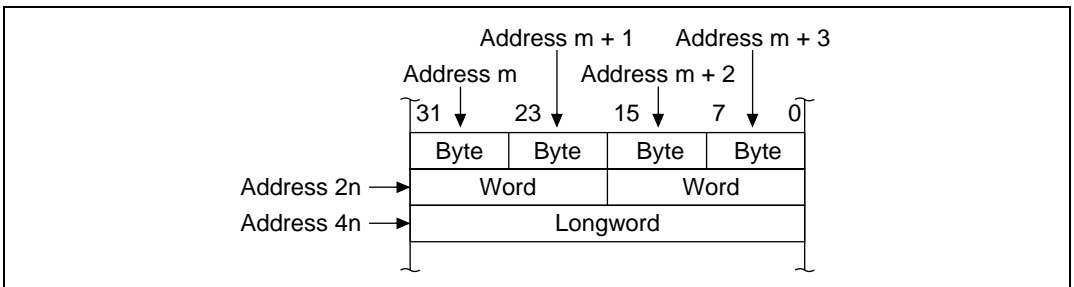 Address m + 1 Address m + 3
Address m Address m + 2
31 23 15 7 0
Byte Byte Byte Byte
Address 2n Word Word
Address 4n Longword